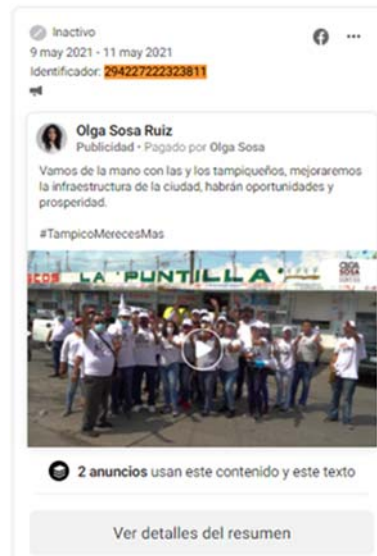 Inactivo
9 may 2021 - 11 may 2021
Identificador: 294227222323811
Olga Sosa Ruiz
Publicidad • Pagado por Olga Sosa
Vamos de la mano con las y los tampiqueños, mejoraremos
la infraestructura de la ciudad, habrán oportunidades y
prosperidad.
#TampicoMerecesMas
LA PUNTILLA
OLGA
SOSA
2 anuncios usan este contenido y este texto
Ver detalles del resumen